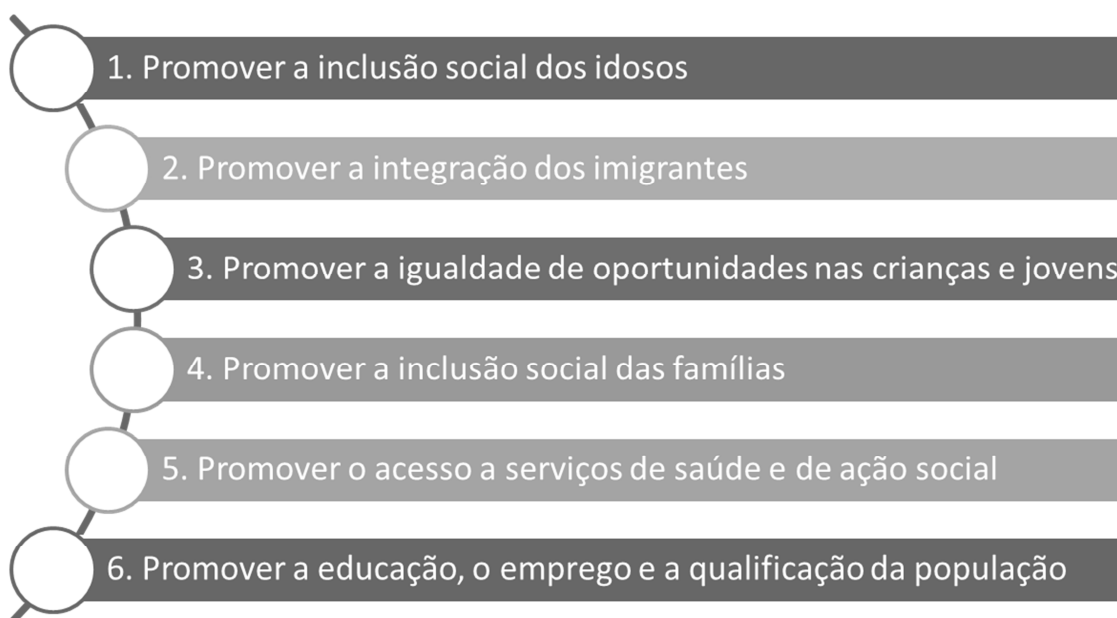 1. Promover a inclusão social dos idosos
2. Promover a integração dos imigrantes
3. Promover a igualdade de oportunidades nas crianças e jovens
4. Promover a inclusão social das famílias
5. Promover o acesso a serviços de saúde e de ação social
6. Promover a educação, o emprego e a qualificação da população